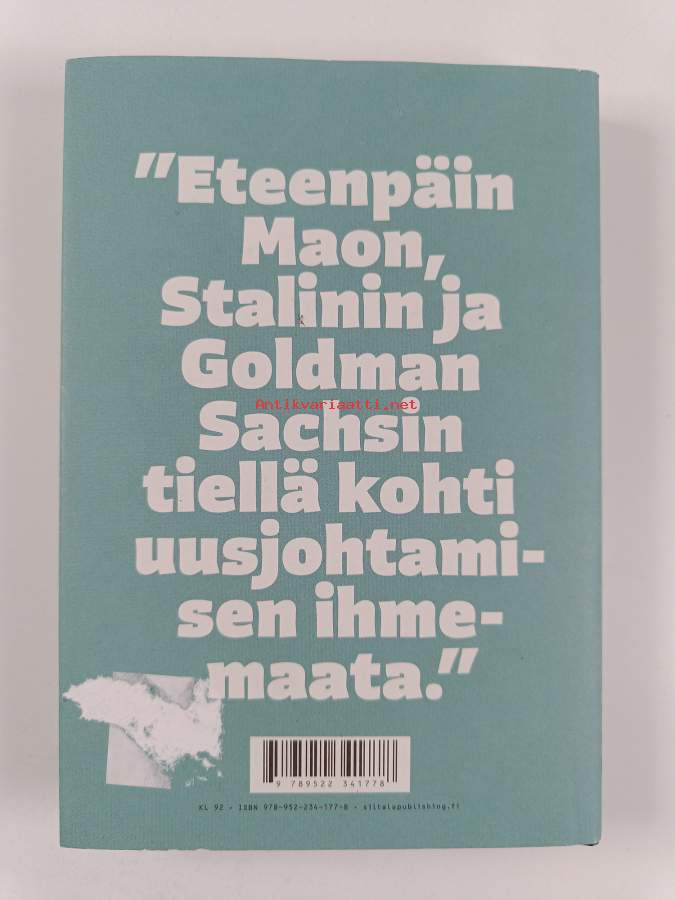 "Eteenpäin
Maon,
Stalinin ja
Goldman
Antikvariaatti.net
Sachsin
tiellä kohti
uusjohtami-
sen ihme-
maata."
9 789522 341778
KL 92 • ISBN 978-952-234-177-8 • siltalapublishing.fi